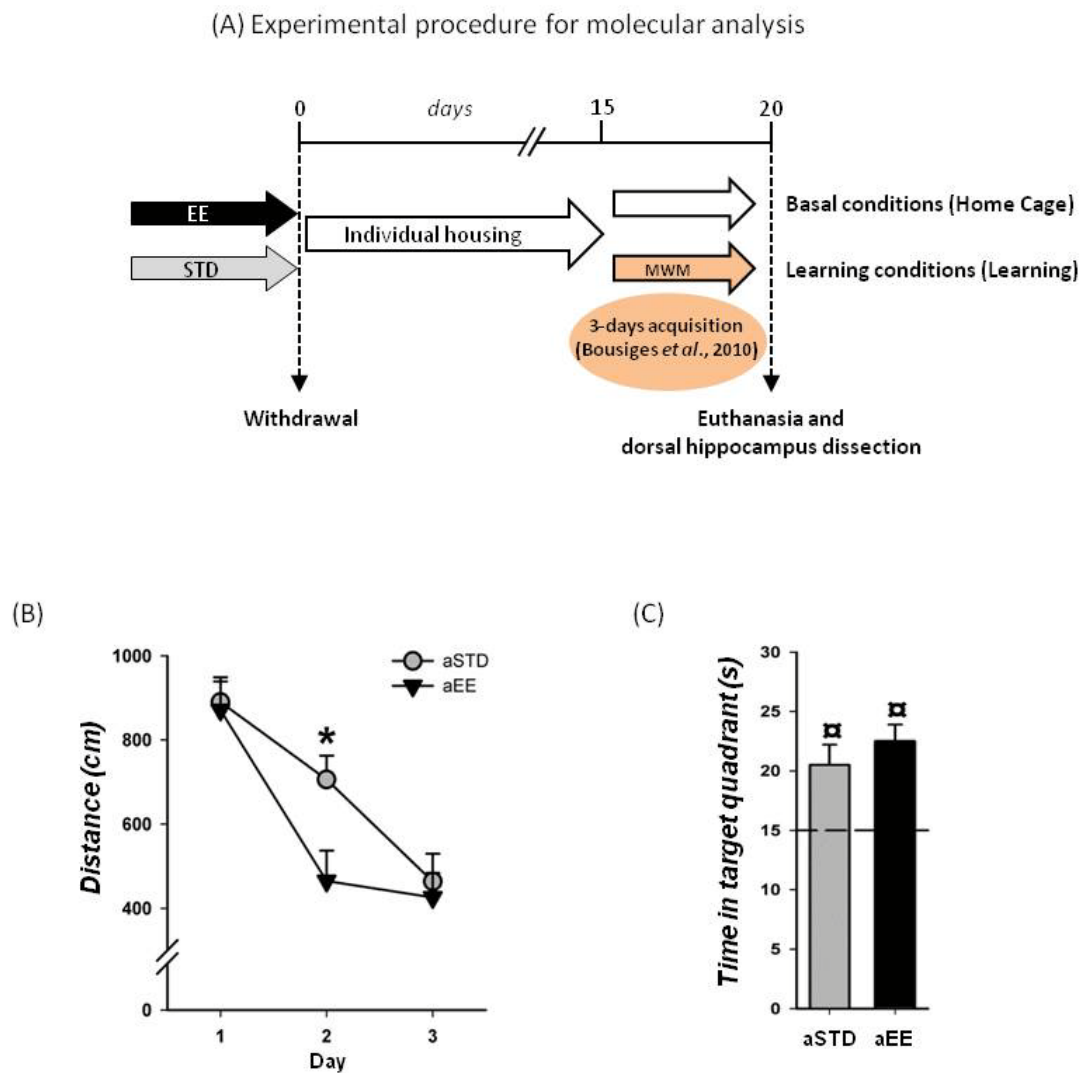 (A) Experimental procedure for molecular analysis
0 days 15 20
EE
STD
Individual housing
MWM
Basal conditions (Home Cage)
Learning conditions (Learning)
3-days acquisition
(Bousiges et al., 2010)
Withdrawal
Euthanasia and
dorsal hippocampus dissection
(B)
Distance (cm)
1000
800
600
400
0
aSTD
aEE
*
1 2 3
Day
(C)
Time in target quadrant (s)
30
25
20
15
10
5
0
¤ ¤
aSTD aEE